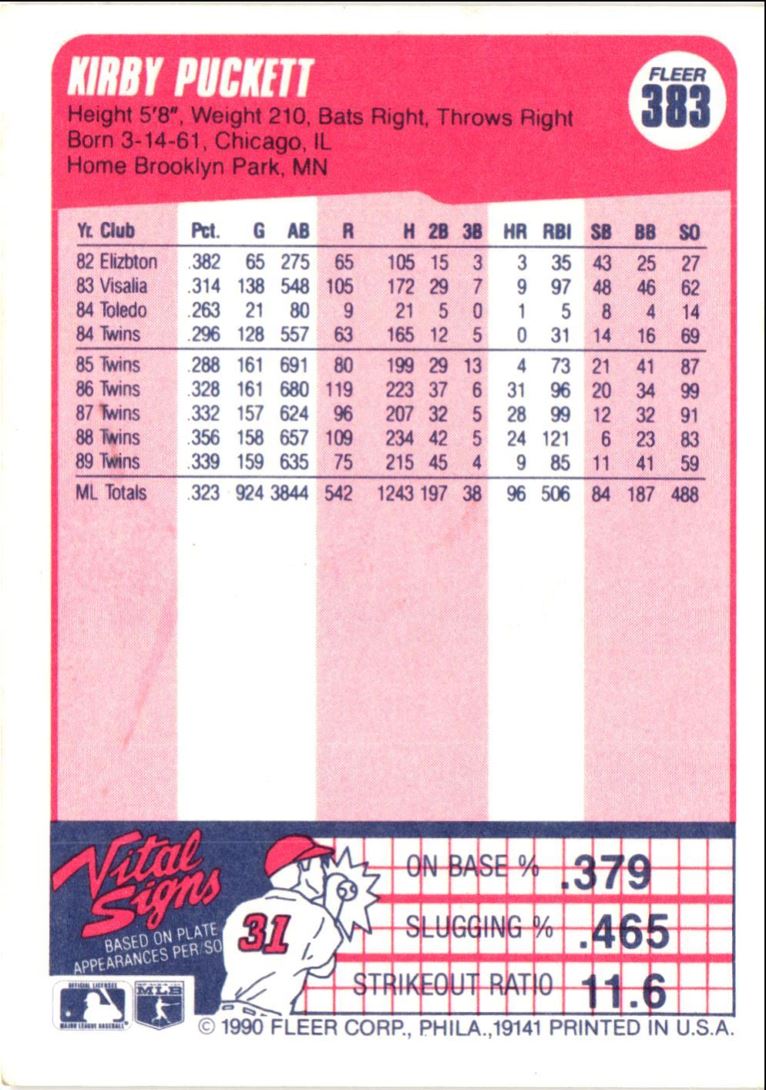 KIRBY PUCKETT
FLEER
383
Height 5'8", Weight 210, Bats Right, Throws Right
Born 3-14-61, Chicago, IL
Home Brooklyn Park, MN
Yr. Club Pct. G AB R H 2B 3B HR RBI SB BB SO
82 Elizbton .382 65 275 65 105 15 3 3 35 43 25 27
83 Visalia .314 138 548 105 172 29 7 9 97 48 46 62
84 Toledo .263 21 80 9 21 5 0 1 5 8 4 14
84 Twins .296 128 557 63 165 12 5 0 31 14 16 69
85 Twins .288 161 691 80 199 29 13 4 73 21 41 87
86 Twins .328 161 680 119 223 37 6 31 96 20 34 99
87 Twins .332 157 624 96 207 32 5 28 99 12 32 91
88 Twins .356 158 657 109 234 42 5 24 121 6 23 83
89 Twins .339 159 635 75 215 45 4 9 85 11 41 59
ML Totals .323 924 3844 542 1243 197 38 96 506 84 187 488
Vital
Signs
BASED ON PLATE
APPEARANCES PER/SO
31
ON BASE % .379
SLUGGING % .465
STRIKEOUT RATIO 11.6
OFFICIAL LICENSEE
MAJOR LEAGUE BASEBALL
MLB
© 1990 FLEER CORP., PHILA.,19141 PRINTED IN U.S.A.